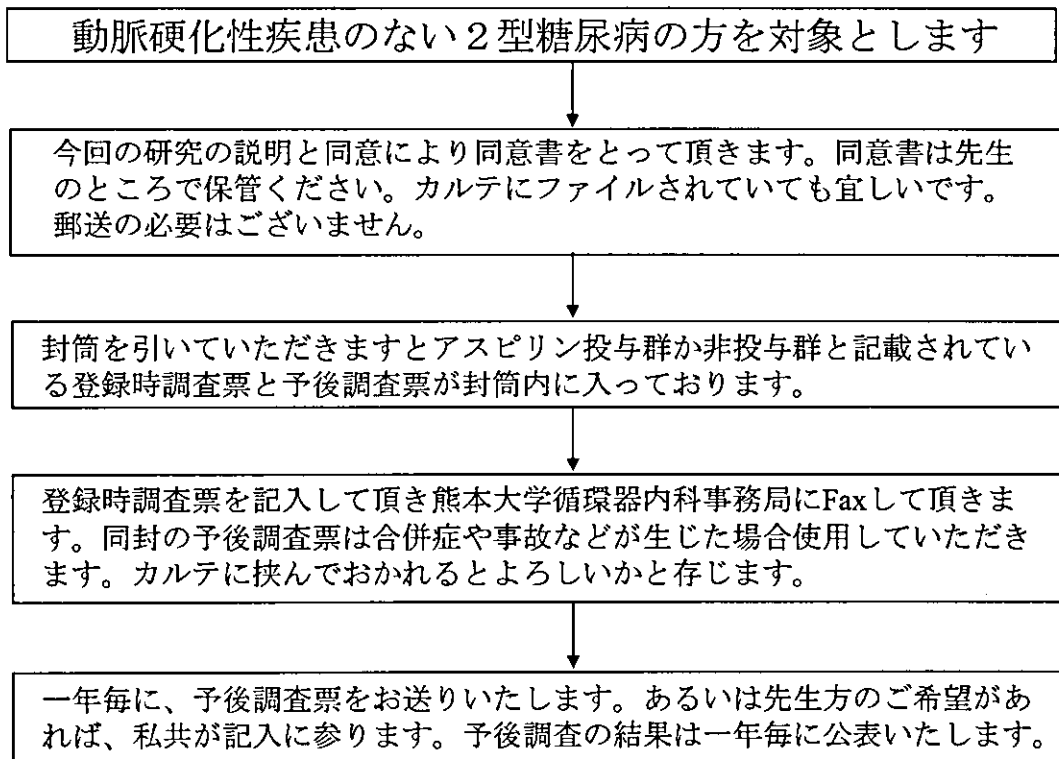 動脈硬化性疾患のない２型糖尿病の方を対象とします
今回の研究の説明と同意により同意書をとって頂きます。同意書は先生
のところで保管ください。カルテにファイルされていても宜しいです。
郵送の必要はございません。
封筒を引いていただきますとアスピリン投与群か非投与群と記載されてい
る登録時調査票と予後調査票が封筒内に入っております。
登録時調査票を記入して頂き熊本大学循環器内科事務局にFaxして頂きま
す。同封の予後調査票は合併症や事故などが生じた場合使用していただき
ます。カルテに挟んでおかれるとよろしいかと存じます。
一年毎に、予後調査票をお送りいたします。あるいは先生方のご希望があ
れば、私共が記入に参ります。予後調査の結果は一年毎に公表いたします。